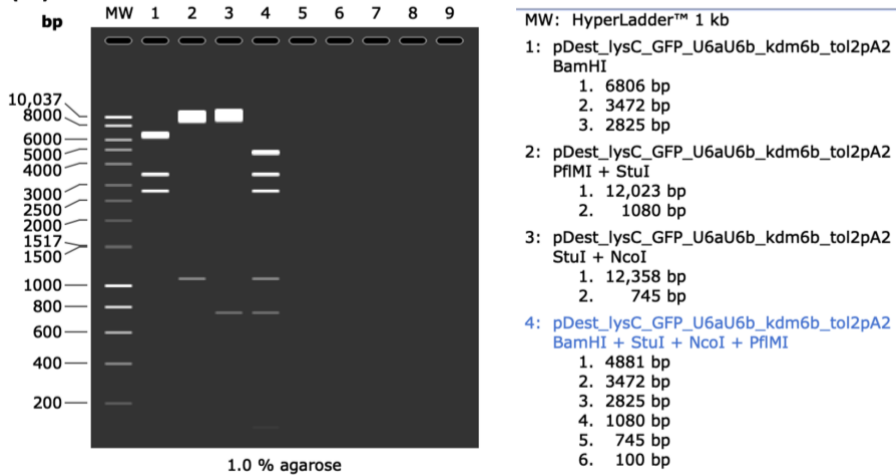 MW 1 2 3 4 5 6 7 8 9
bp
10,037
8000
6000
5000
4000
3000
2500
2000
1517
1500
1000
800
600
400
200
1.0 % agarose
MW: HyperLadder™ 1 kb
1: pDest_lysC_GFP_U6aU6b_kdm6b_tol2pA2
BamHI
1. 6806 bp
2. 3472 bp
3. 2825 bp
2: pDest_lysC_GFP_U6aU6b_kdm6b_tol2pA2
PflMI + StuI
1. 12,023 bp
2. 1080 bp
3: pDest_lysC_GFP_U6aU6b_kdm6b_tol2pA2
StuI + NcoI
1. 12,358 bp
2. 745 bp
4: pDest_lysC_GFP_U6aU6b_kdm6b_tol2pA2
BamHI + StuI + NcoI + PflMI
1. 4881 bp
2. 3472 bp
3. 2825 bp
4. 1080 bp
5. 745 bp
6. 100 bp